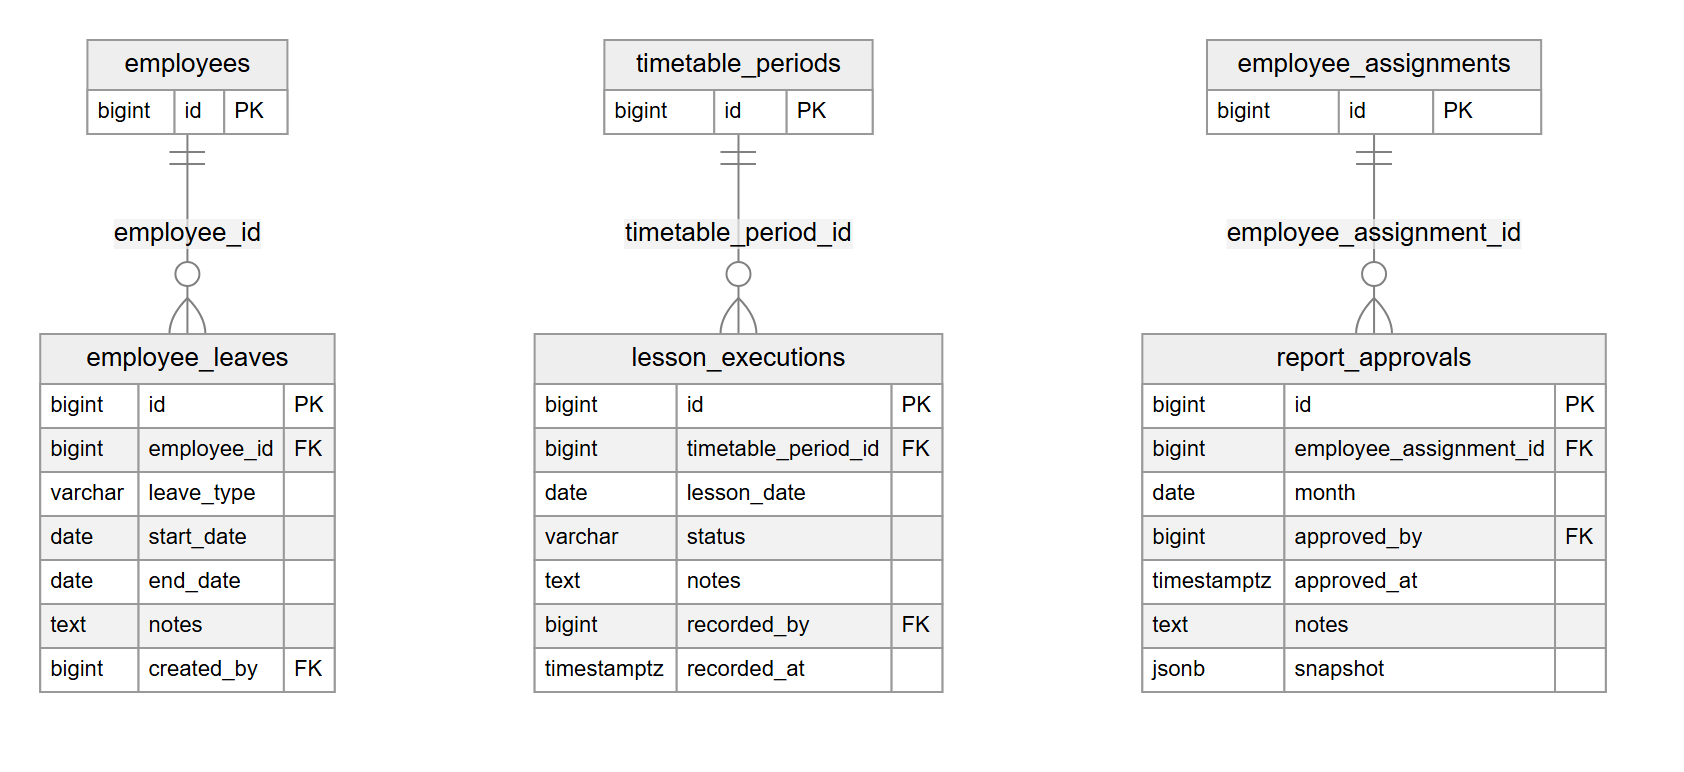 employees
bigint id PK
employee_id
employee_leaves
bigint id PK
bigint employee_id FK
varchar leave_type
date start_date
date end_date
text notes
bigint created_by FK
timetable_periods
bigint id PK
timetable_period_id
lesson_executions
bigint id PK
bigint timetable_period_id FK
date lesson_date
varchar status
text notes
bigint recorded_by FK
timestamptz recorded_at
employee_assignments
bigint id PK
employee_assignment_id
report_approvals
bigint id PK
bigint employee_assignment_id FK
date month
bigint approved_by FK
timestamptz approved_at
text notes
jsonb snapshot